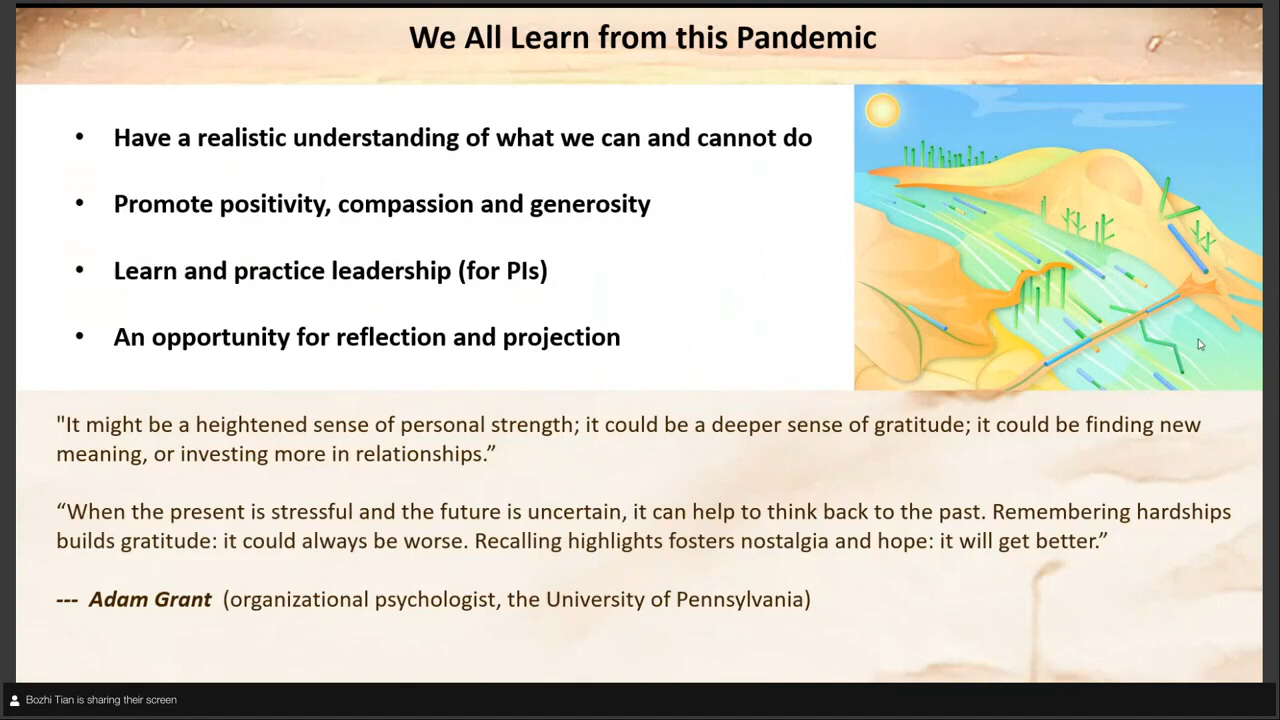 We All Learn from this Pandemic
• Have a realistic understanding of what we can and cannot do
• Promote positivity, compassion and generosity
• Learn and practice leadership (for PIs)
• An opportunity for reflection and projection
"It might be a heightened sense of personal strength; it could be a deeper sense of gratitude; it could be finding new
meaning, or investing more in relationships.”
“When the present is stressful and the future is uncertain, it can help to think back to the past. Remembering hardships
builds gratitude: it could always be worse. Recalling highlights fosters nostalgia and hope: it will get better.”
--- Adam Grant (organizational psychologist, the University of Pennsylvania)
Bozhi Tian is sharing their screen